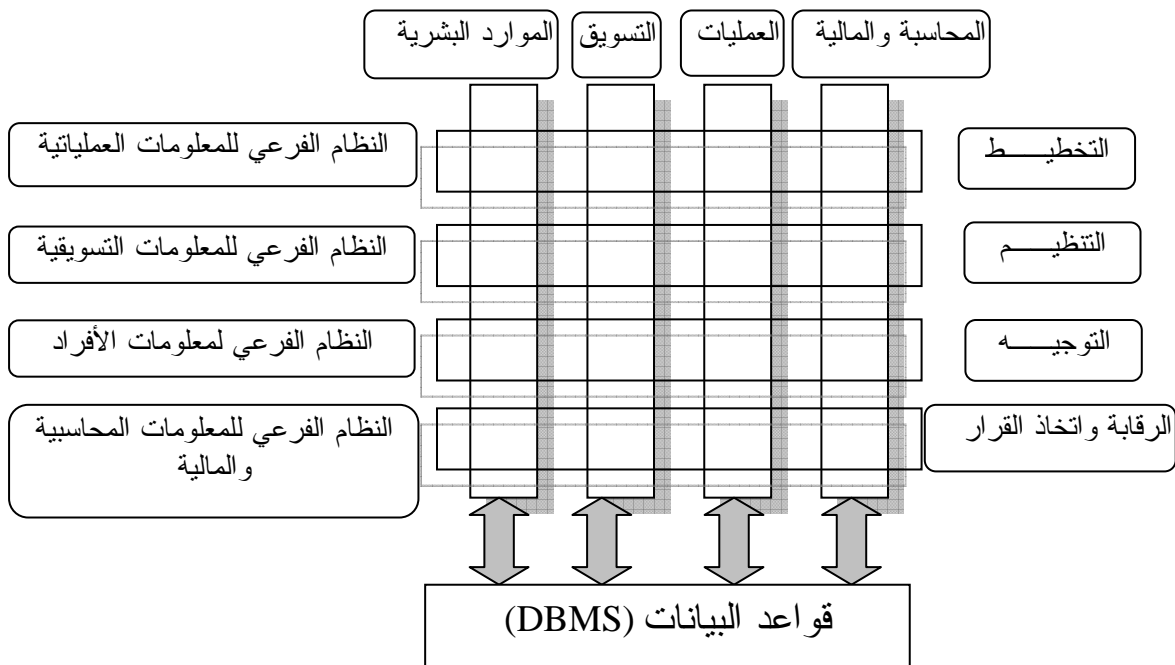 المحاسبة والمالية
العمليات
التسويق
الموارد البشرية
التخطيـــــط
النظام الفرعي للمعلومات العملياتية
التنظيـــــم
النظام الفرعي للمعلومات التسويقية
التوجيـــــه
النظام الفرعي لمعلومات الأفراد
الرقابة واتخاذ القرار
النظام الفرعي للمعلومات المحاسبية
والمالية
قواعد البيانات (DBMS)